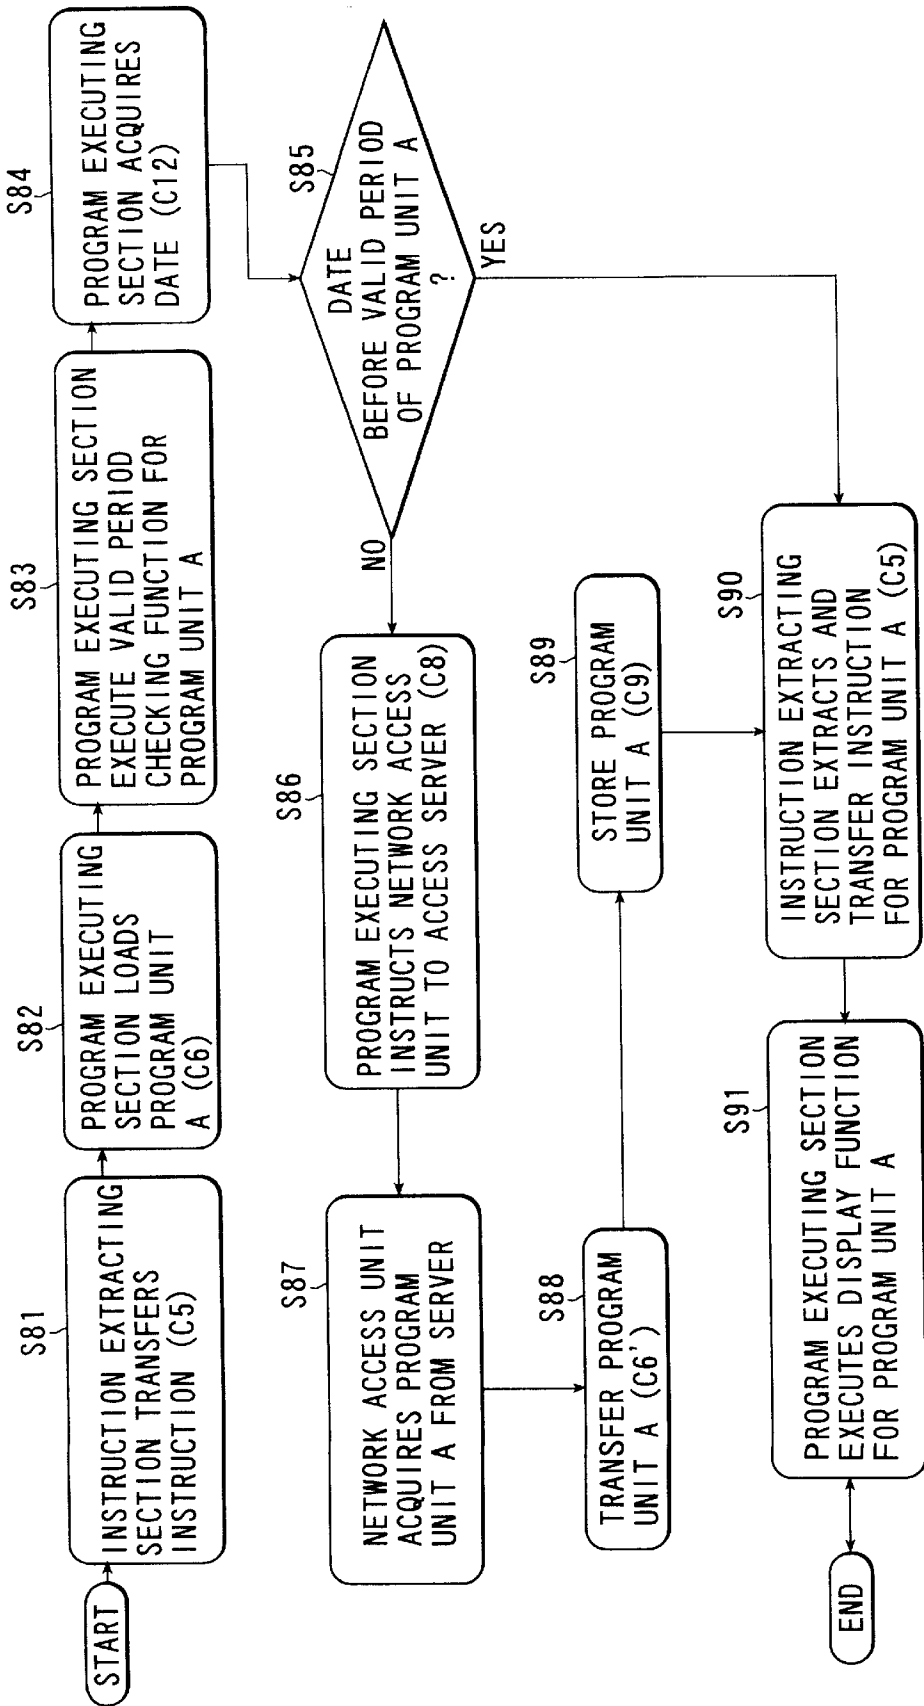 START
S81
INSTRUCTION EXTRACTING
SECTION TRANSFERS
INSTRUCTION (C5)
S82
PROGRAM EXECUTING
SECTION LOADS
PROGRAM UNIT
A (C6)
S83
PROGRAM EXECUTING SECTION
EXECUTE VALID PERIOD
CHECKING FUNCTION FOR
PROGRAM UNIT A
S84
PROGRAM EXECUTING
SECTION ACQUIRES
DATE (C12)
S85
DATE
BEFORE VALID PERIOD
OF PROGRAM UNIT A
?
NO
YES
S86
PROGRAM EXECUTING SECTION
INSTRUCTS NETWORK ACCESS
UNIT TO ACCESS SERVER (C8)
S87
NETWORK ACCESS UNIT
ACQUIRES PROGRAM
UNIT A FROM SERVER
S88
TRANSFER PROGRAM
UNIT A (C6')
S89
STORE PROGRAM
UNIT A (C9)
S90
INSTRUCTION EXTRACTING
SECTION EXTRACTS AND
TRANSFER INSTRUCTION
FOR PROGRAM UNIT A (C5)
S91
PROGRAM EXECUTING SECTION
EXECUTES DISPLAY FUNCTION
FOR PROGRAM UNIT A
END